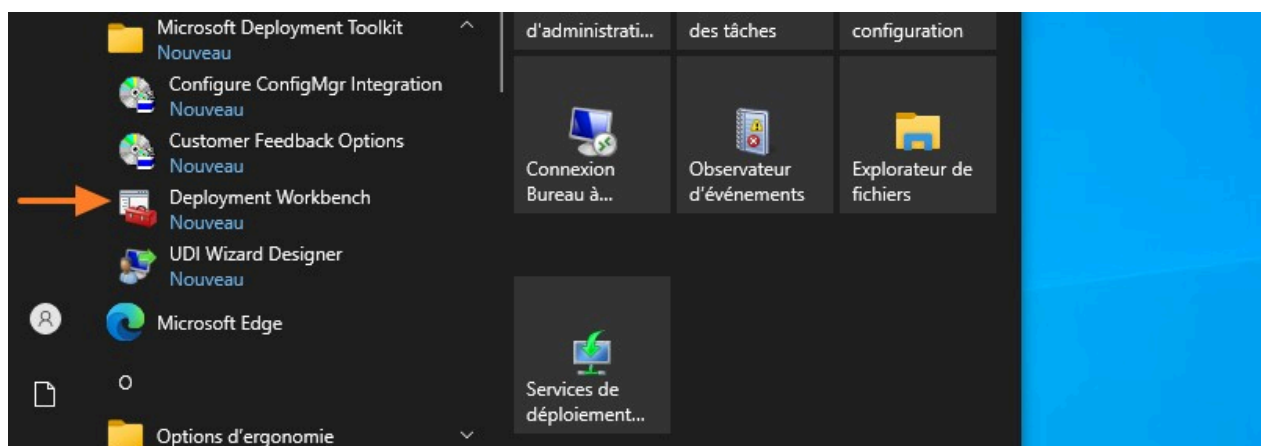 Microsoft Deployment Toolkit
Nouveau
Configure ConfigMgr Integration
Nouveau
Customer Feedback Options
Nouveau
Deployment Workbench
Nouveau
UDI Wizard Designer
Nouveau
Microsoft Edge
O
Options d'ergonomie
d'administrati...
des tâches
configuration
Connexion
Bureau à...
Observateur
d'événements
Explorateur de
fichiers
Services de
déploiement...